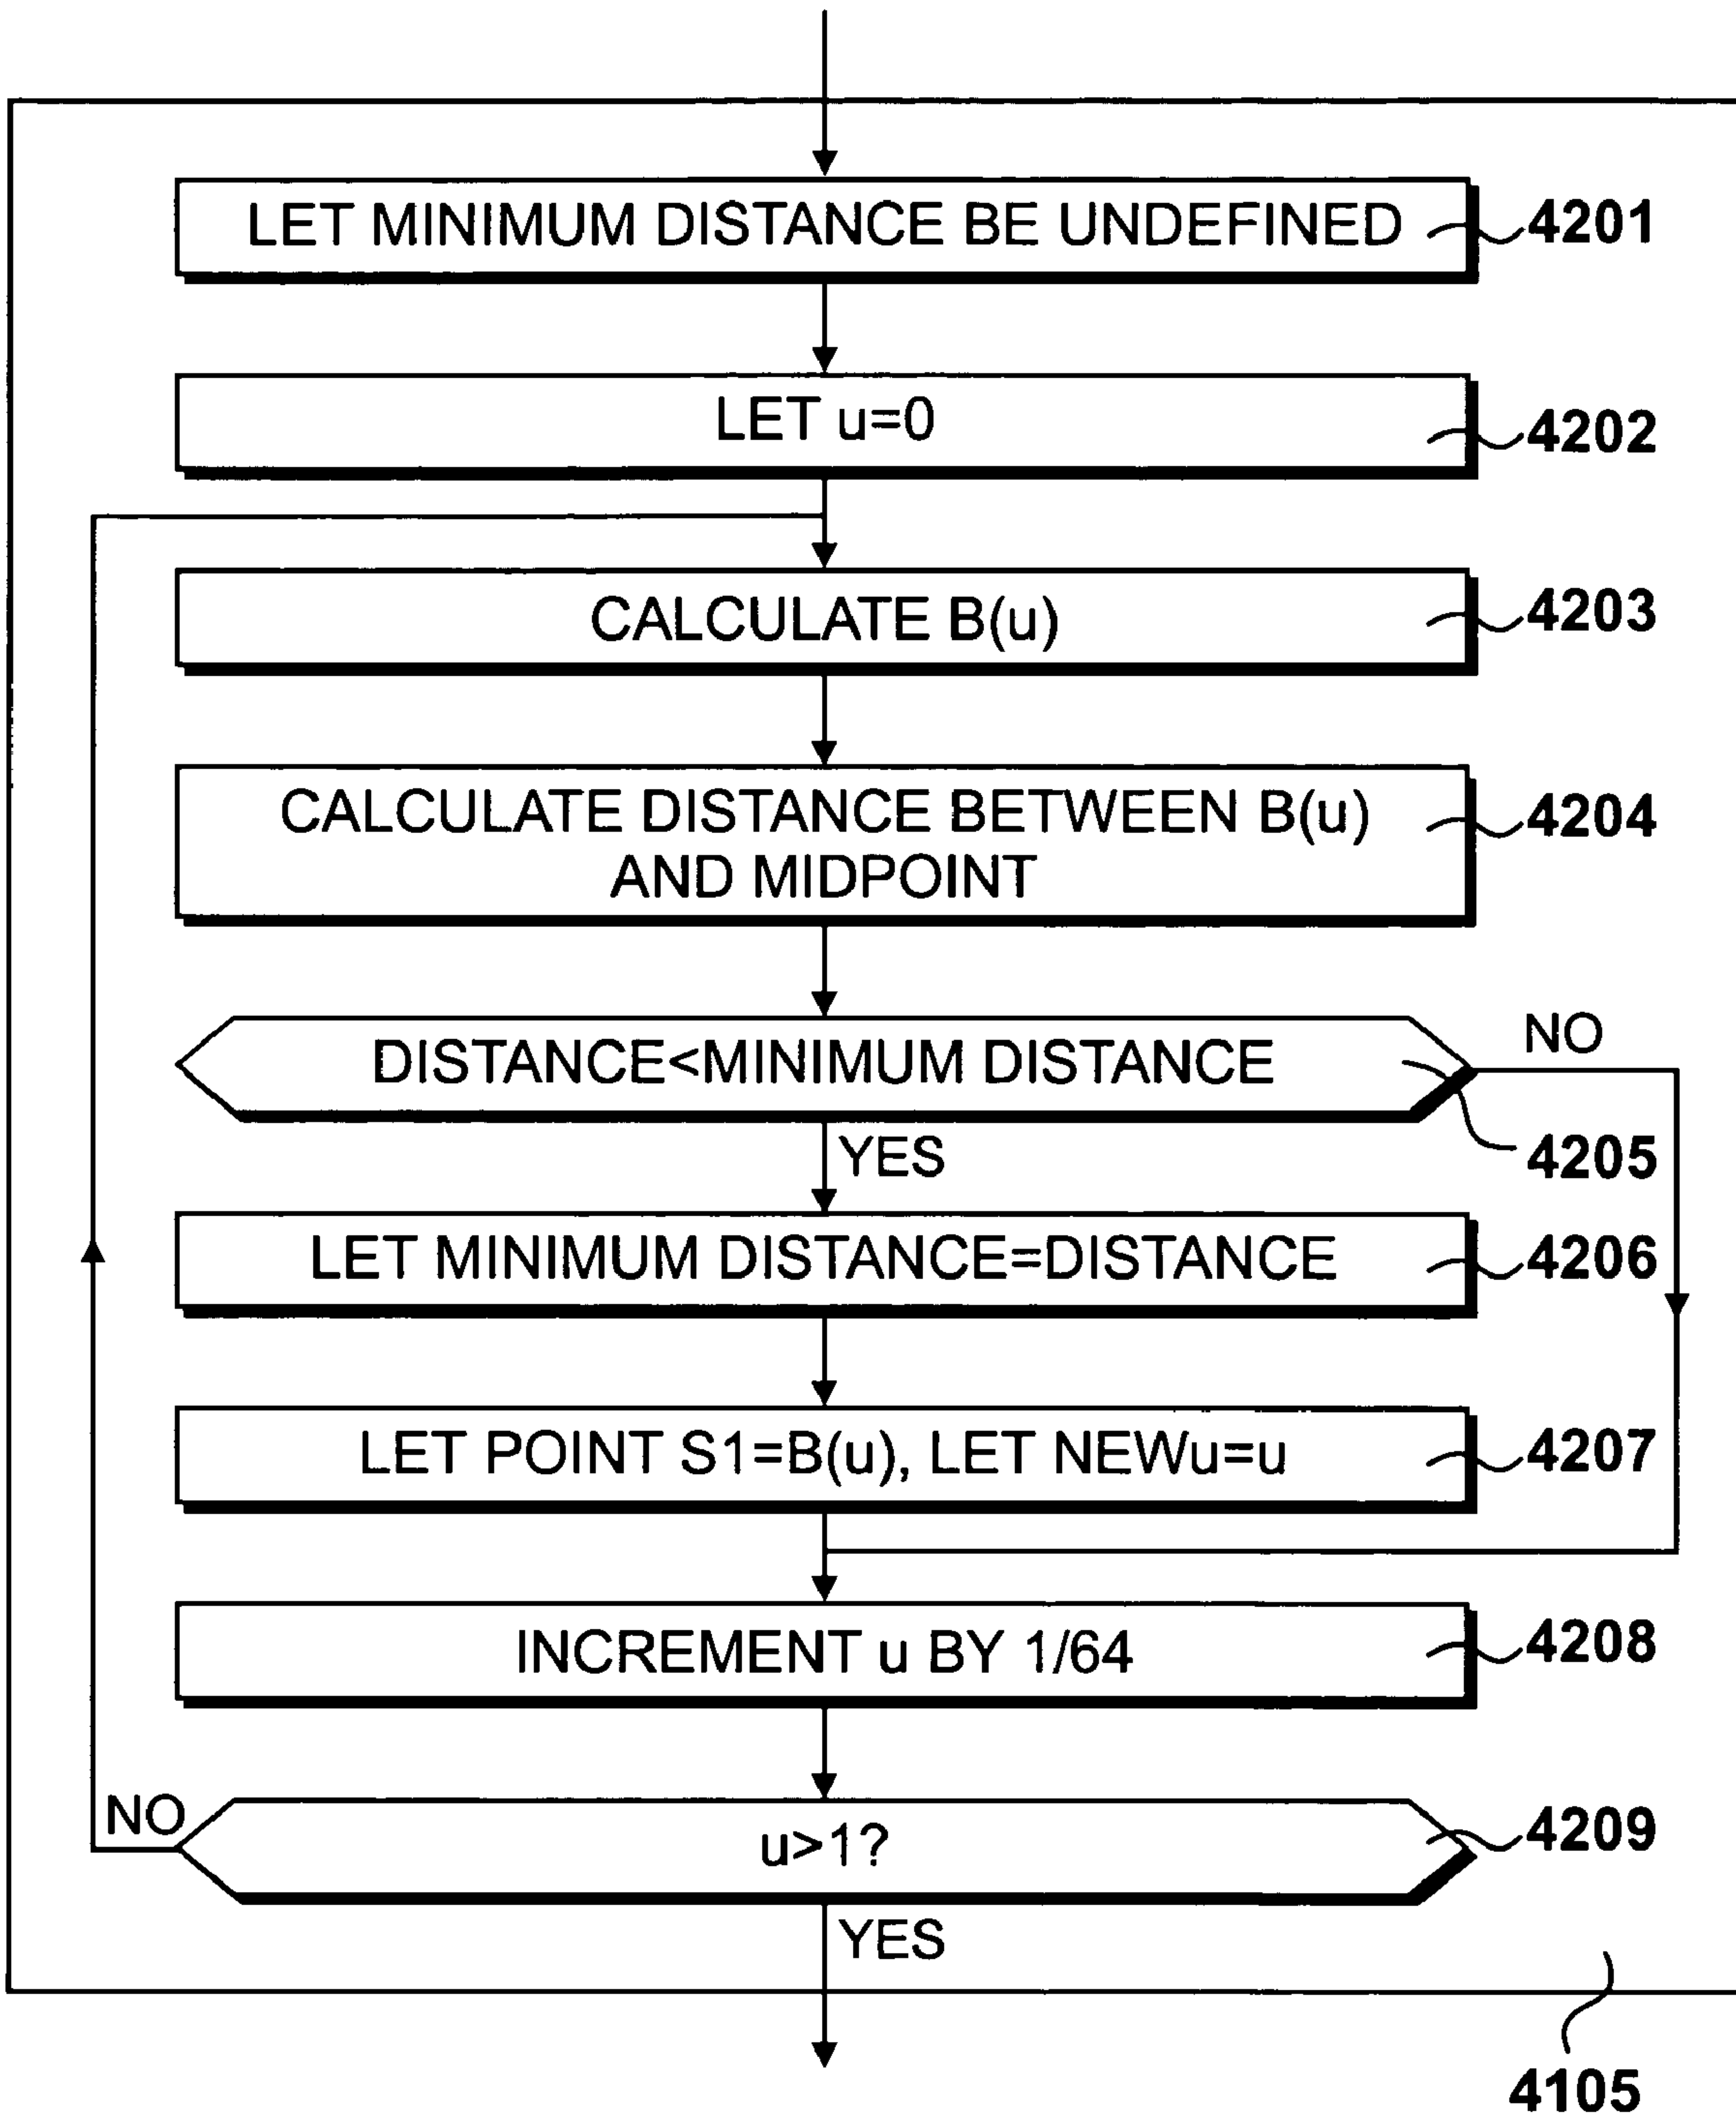 LET MINIMUM DISTANCE BE UNDEFINED
4201
LET u=0
4202
CALCULATE B(u)
4203
CALCULATE DISTANCE BETWEEN B(u)
AND MIDPOINT
4204
DISTANCE<MINIMUM DISTANCE
NO
4205
YES
LET MINIMUM DISTANCE=DISTANCE
4206
LET POINT S1=B(u), LET NEWu=u
4207
INCREMENT u BY 1/64
4208
NO
u>1?
4209
YES
4105